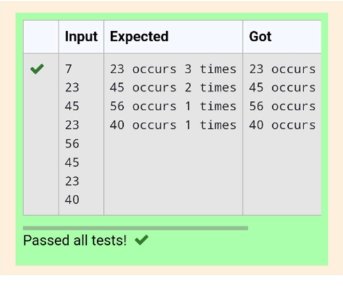 Input Expected Got
7 23 occurs 3 times 23 occurs
23 45 occurs 2 times 45 occurs
45 56 occurs 1 times 56 occurs
23 40 occurs 1 times 40 occurs
56
45
23
40
Passed all tests!